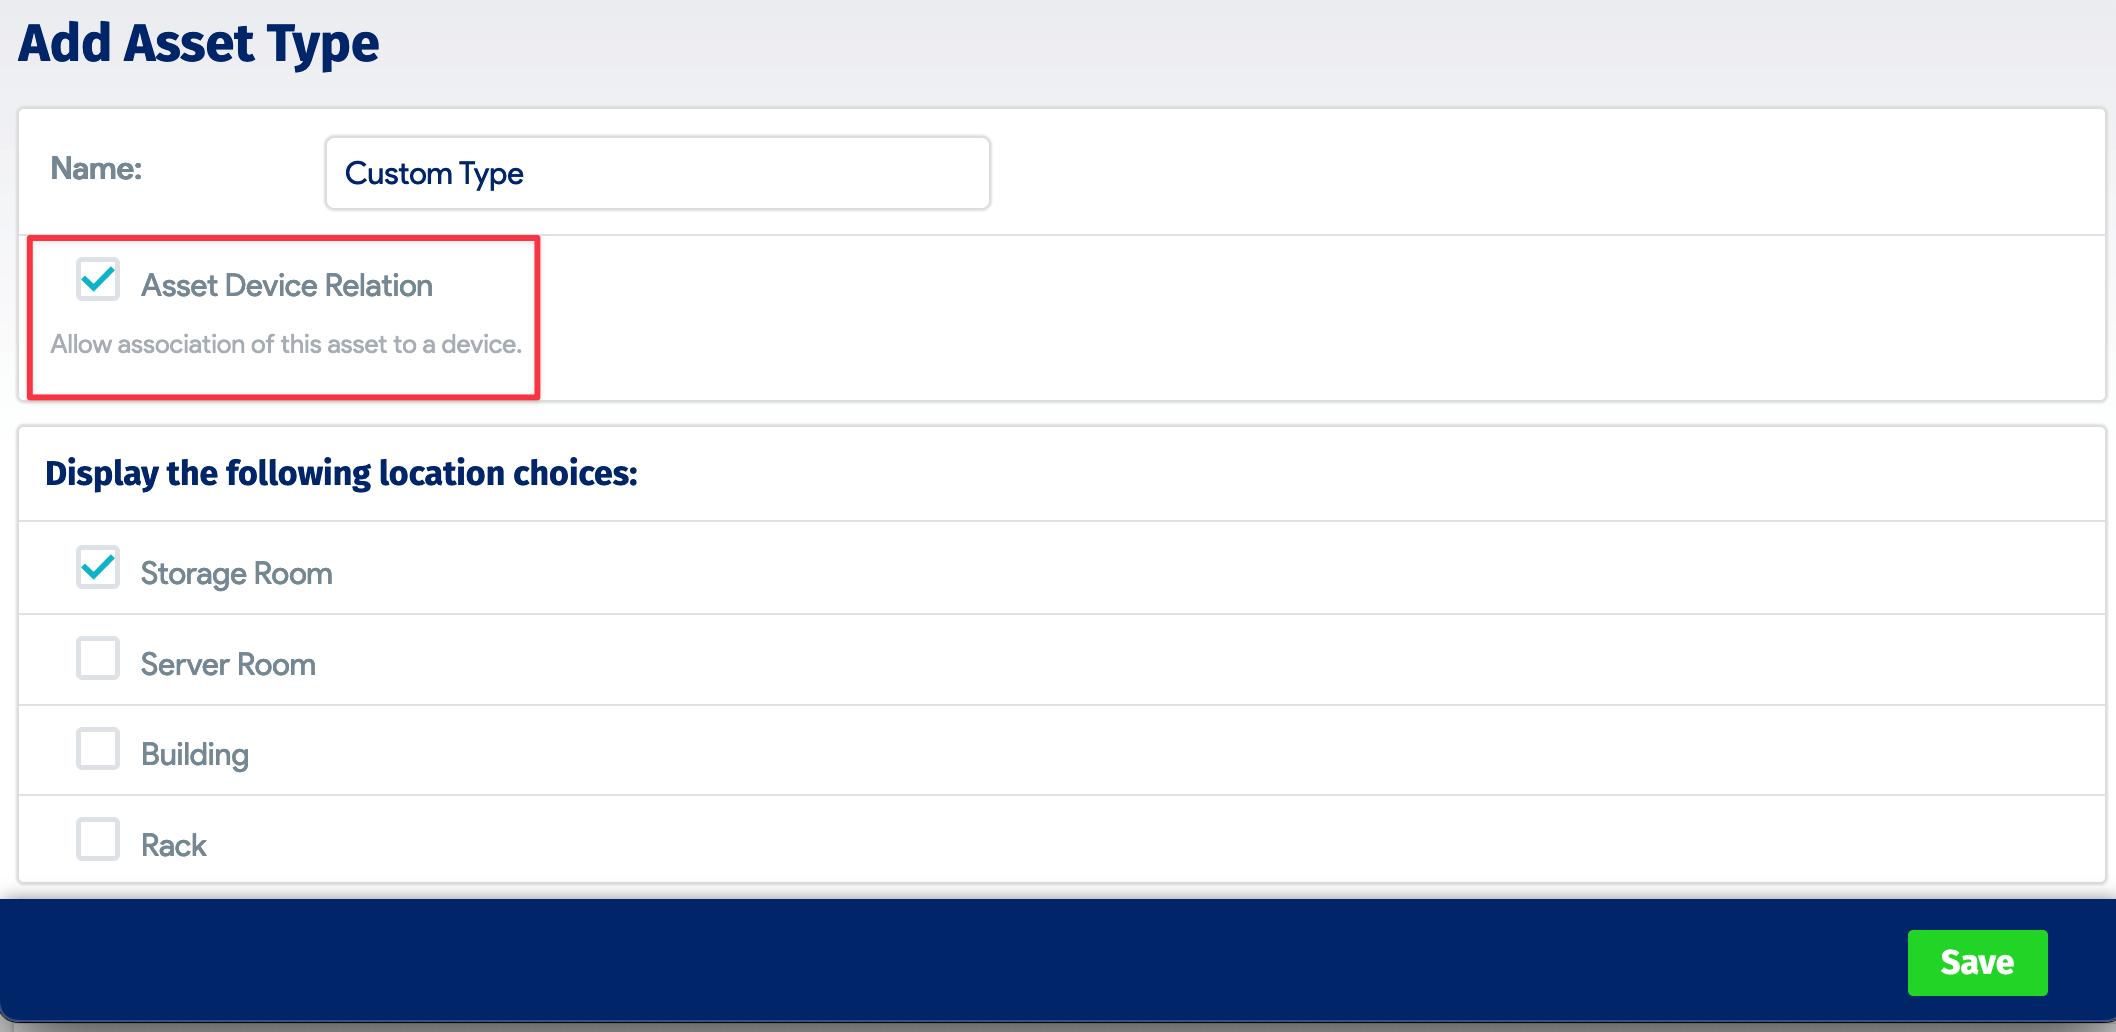 Add Asset Type
Name:
Custom Type
Asset Device Relation
Allow association of this asset to a device.
Display the following location choices:
Storage Room
Server Room
Building
Rack
Save